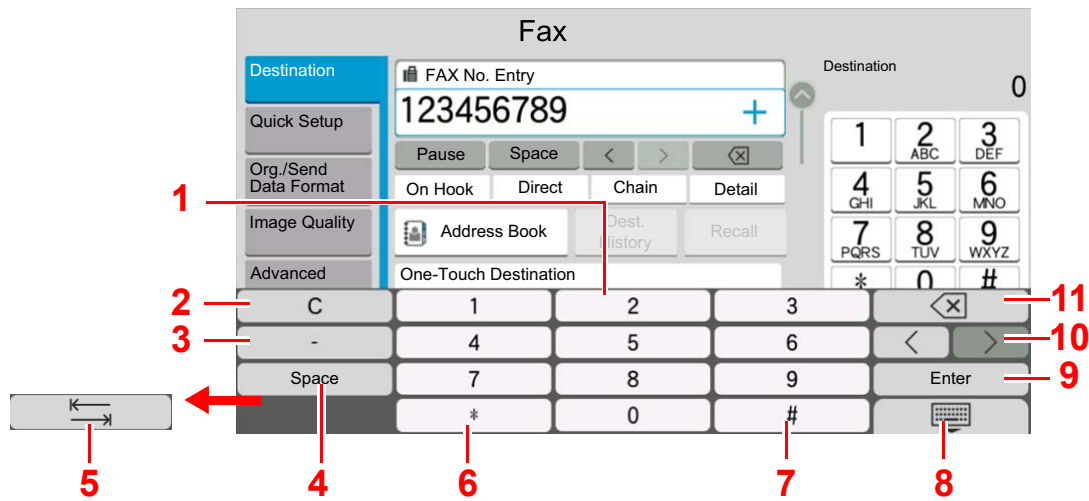 Fax
Destination
Quick Setup
Org./Send
Data Format
Image Quality
Advanced
FAX No. Entry
123456789 +
Pause Space < >
On Hook Direct Chain Detail
Address Book Dest.
History Recall
One-Touch Destination
Destination
0
1 2 3
ABC DEF
4 5 6
GHI JKL MNO
7 8 9
PQRS TUV WXYZ
* 0 #
C 1 2 3
- 4 5 6 < >
Space 7 8 9 Enter
* 0 #
1
2
3
11
10
9
5 4 6 7 8